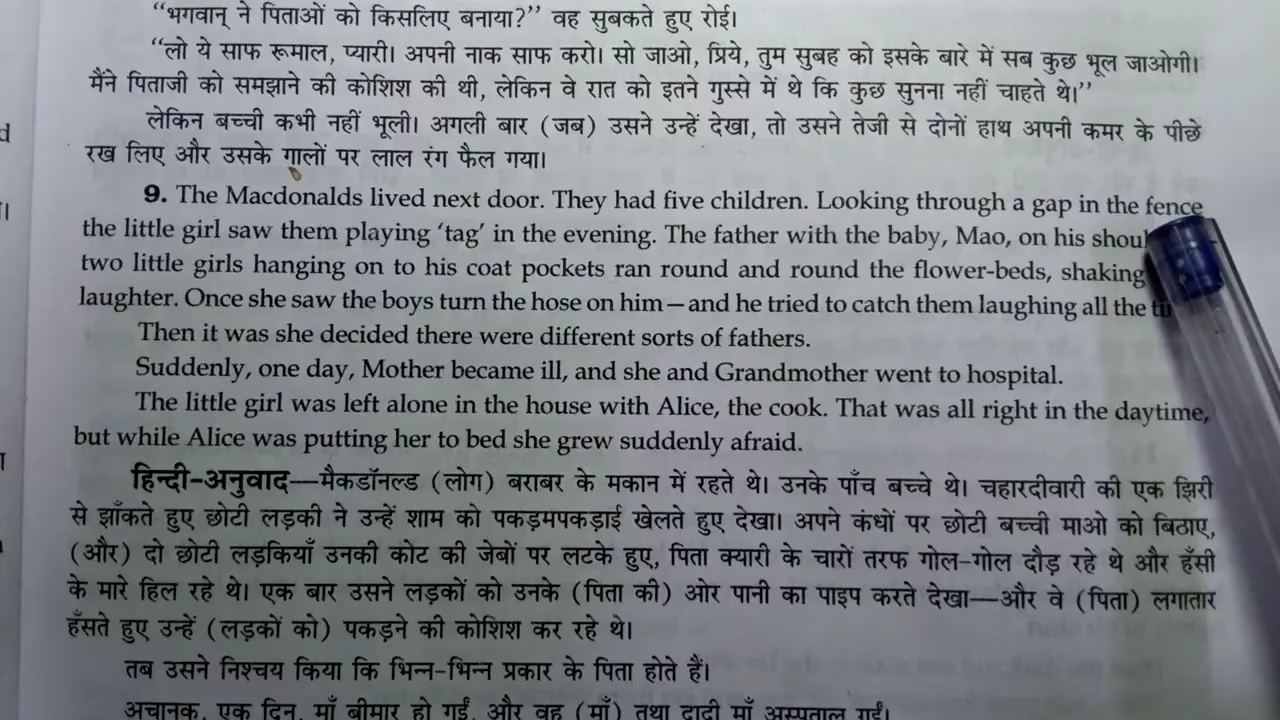 “भगवान् ने पिताओं को किसलिए बनाया?” वह सुबकते हुए रोई।
“लो ये साफ रूमाल, प्यारी। अपनी नाक साफ करो। सो जाओ, प्रिये, तुम सुबह को इसके बारे में सब कुछ भूल जाओगी।
मैंने पिताजी को समझाने की कोशिश की थी, लेकिन वे रात को इतने गुस्से में थे कि कुछ सुनना नहीं चाहते थे।”
लेकिन बच्ची कभी नहीं भूली। अगली बार (जब) उसने उन्हें देखा, तो उसने तेजी से दोनों हाथ अपनी कमर के पीछे
रख लिए और उसके गालों पर लाल रंग फैल गया।
9. The Macdonalds lived next door. They had five children. Looking through a gap in the fence
the little girl saw them playing ‘tag’ in the evening. The father with the baby, Mao, on his
two little girls hanging on to his coat pockets ran round and round the flower-beds, shaking
laughter. Once she saw the boys turn the hose on him—and he tried to catch them laughing all the
Then it was she decided there were different sorts of fathers.
Suddenly, one day, Mother became ill, and she and Grandmother went to hospital.
The little girl was left alone in the house with Alice, the cook. That was all right in the daytime,
but while Alice was putting her to bed she grew suddenly afraid.
हिन्दी-अनुवाद—मैकडॉनल्ड (लोग) बराबर के मकान में रहते थे। उनके पाँच बच्चे थे। चहारदीवारी की एक झिरी
से झाँकते हुए छोटी लड़की ने उन्हें शाम को पकड़मपकड़ाई खेलते हुए देखा। अपने कंधों पर छोटी बच्ची माओ को बिठाए,
(और) दो छोटी लड़कियाँ उनकी कोट की जेबों पर लटके हुए, पिता क्यारी के चारों तरफ गोल-गोल दौड़ रहे थे और हँसी
के मारे हिल रहे थे। एक बार उसने लड़कों को उनके (पिता की) ओर पानी का पाइप करते देखा—और वे (पिता) लगातार
हँसते हुए उन्हें (लड़कों को) पकड़ने की कोशिश कर रहे थे।
तब उसने निश्चय किया कि भिन्न-भिन्न प्रकार के पिता होते हैं।
अचानक, एक दिन, माँ बीमार हो गईं, और वह (माँ) तथा दादी माँ अस्पताल गईं।